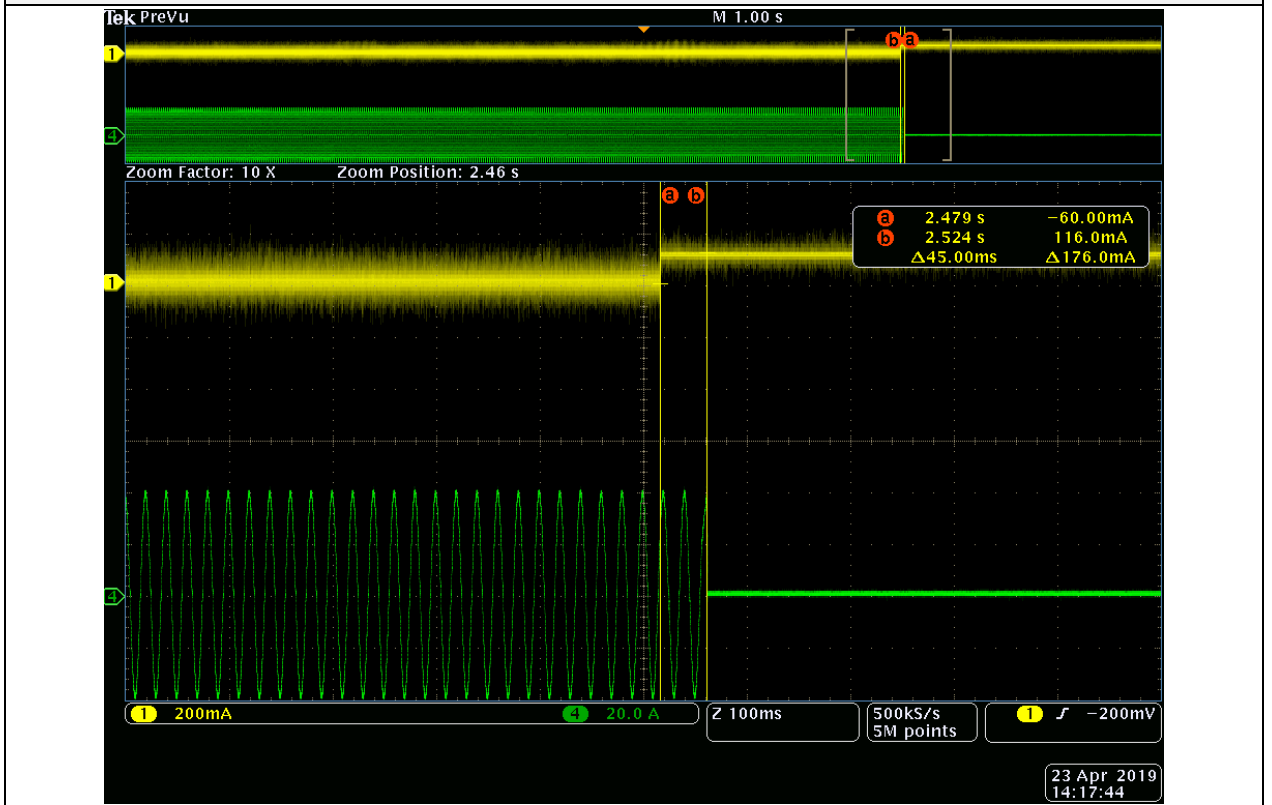 Tek PreVu M 1.00 s
b a
1
4
Zoom Factor: 10 X Zoom Position: 2.46 s
a b
a 2.479 s −60.00mA
b 2.524 s 116.0mA
Δ45.00ms Δ176.0mA
1
4
1 200mA 4 20.0 A Z 100ms 500kS/s 1 −200mV
5M points
23 Apr 2019
14:17:44